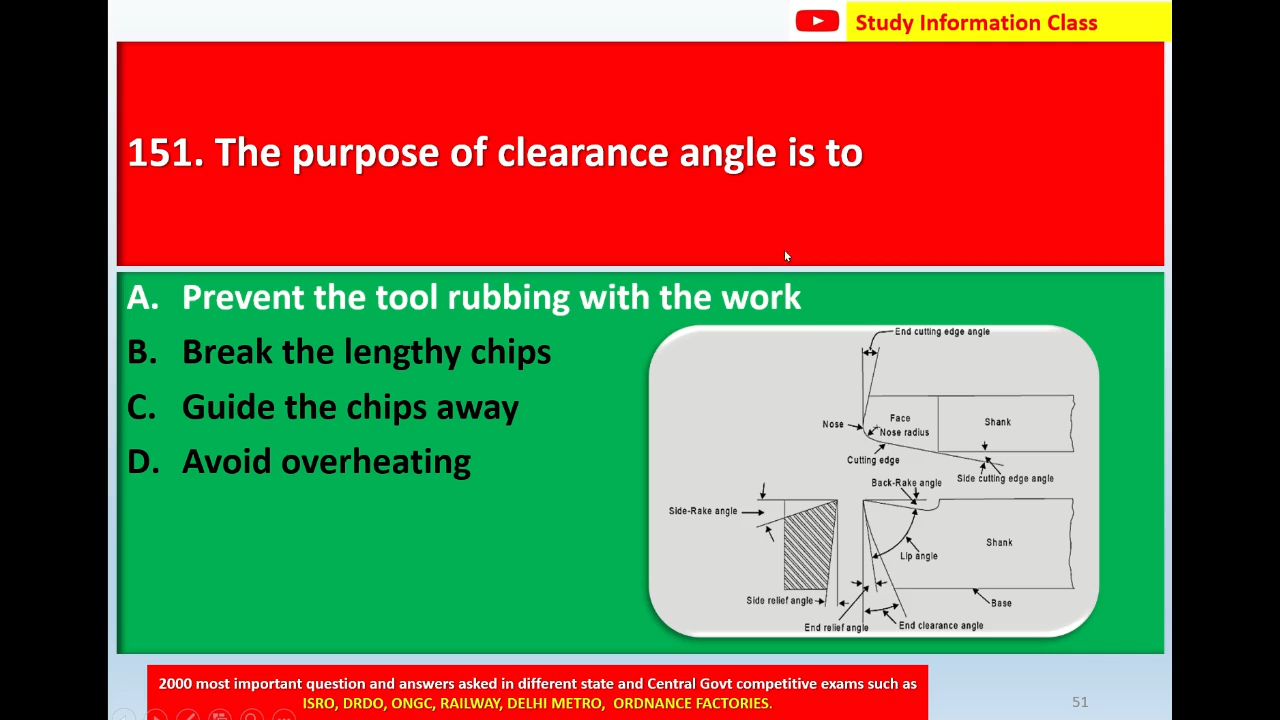 Study Information Class
151. The purpose of clearance angle is to
A. Prevent the tool rubbing with the work
B. Break the lengthy chips
C. Guide the chips away
D. Avoid overheating
End cutting edge angle
Face
Nose
Nose radius
Shank
Cutting edge
Side cutting edge angle
Back-Rake angle
Side-Rake angle
Shank
Lip angle
Side relief angle
Base
End relief angle
End clearance angle
2000 most important question and answers asked in different state and Central Govt competitive exams such as
ISRO, DRDO, ONGC, RAILWAY, DELHI METRO, ORDNANCE FACTORIES.
51